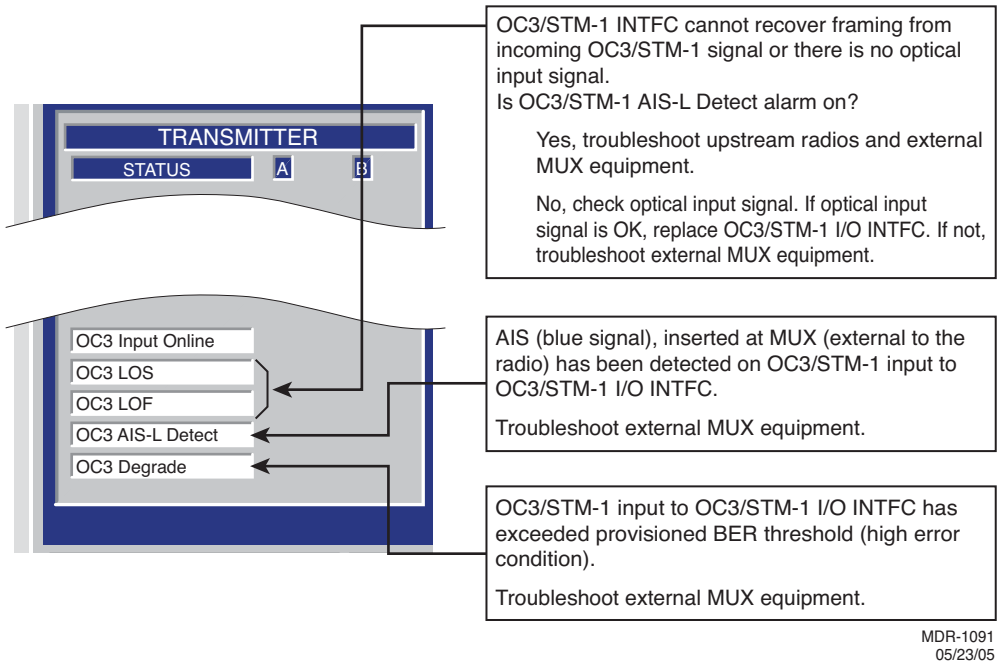 TRANSMITTER
STATUS A B
OC3 Input Online
OC3 LOS
OC3 LOF
OC3 AIS-L Detect
OC3 Degrade
OC3/STM-1 INTFC cannot recover framing from
incoming OC3/STM-1 signal or there is no optical
input signal.
Is OC3/STM-1 AIS-L Detect alarm on?
Yes, troubleshoot upstream radios and external
MUX equipment.
No, check optical input signal. If optical input
signal is OK, replace OC3/STM-1 I/O INTFC. If not,
troubleshoot external MUX equipment.
AIS (blue signal), inserted at MUX (external to the
radio) has been detected on OC3/STM-1 input to
OC3/STM-1 I/O INTFC.
Troubleshoot external MUX equipment.
OC3/STM-1 input to OC3/STM-1 I/O INTFC has
exceeded provisioned BER threshold (high error
condition).
Troubleshoot external MUX equipment.
MDR-1091
05/23/05